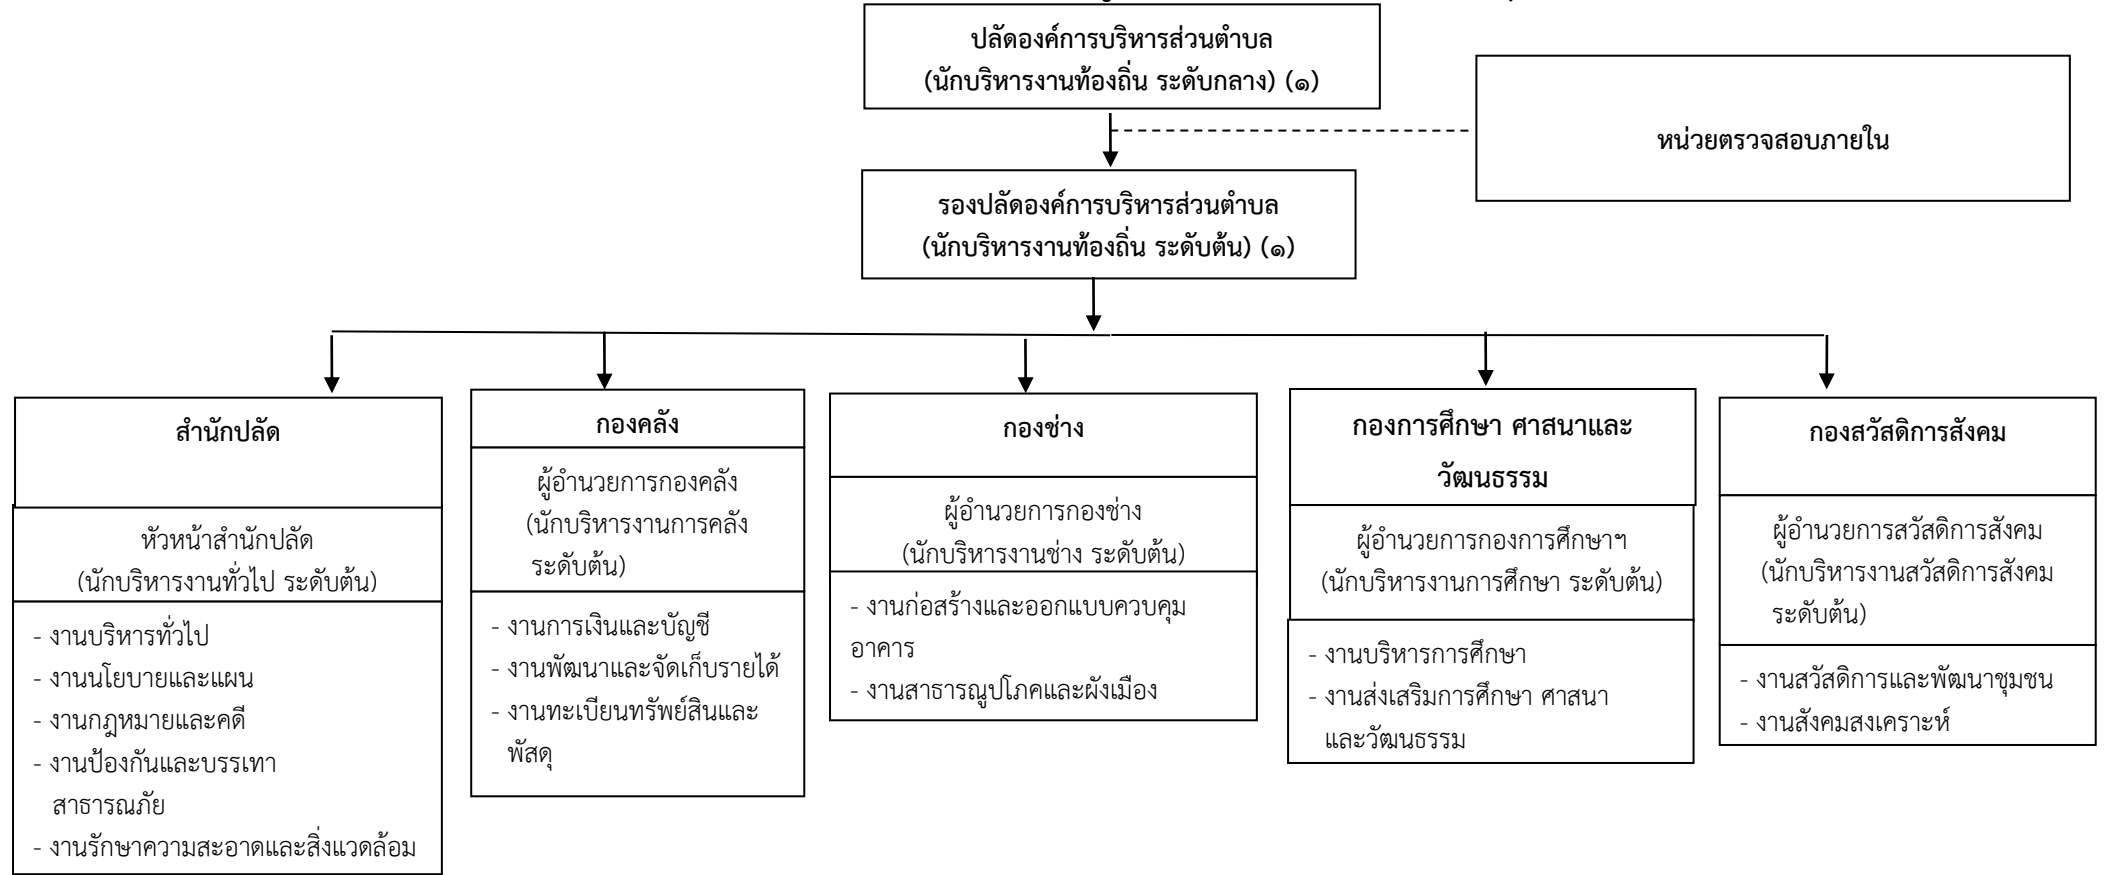 ปลัดองค์การบริหารส่วนตำบล
(นักบริหารงานท้องถิ่น ระดับกลาง) (๑)
หน่วยตรวจสอบภายใน
รองปลัดองค์การบริหารส่วนตำบล
(นักบริหารงานท้องถิ่น ระดับต้น) (๑)
สำนักปลัด
หัวหน้าสำนักปลัด
(นักบริหารงานทั่วไป ระดับต้น)
- งานบริหารทั่วไป
- งานนโยบายและแผน
- งานกฎหมายและคดี
- งานป้องกันและบรรเทา
สาธารณภัย
- งานรักษาความสะอาดและสิ่งแวดล้อม
กองคลัง
ผู้อำนวยการกองคลัง
(นักบริหารงานการคลัง
ระดับต้น)
- งานการเงินและบัญชี
- งานพัฒนาและจัดเก็บรายได้
- งานทะเบียนทรัพย์สินและ
พัสดุ
กองช่าง
ผู้อำนวยการกองช่าง
(นักบริหารงานช่าง ระดับต้น)
- งานก่อสร้างและออกแบบควบคุม
อาคาร
- งานสาธารณูปโภคและผังเมือง
กองการศึกษา ศาสนาและ
วัฒนธรรม
ผู้อำนวยการกองการศึกษาฯ
(นักบริหารงานการศึกษา ระดับต้น)
- งานบริหารการศึกษา
- งานส่งเสริมการศึกษา ศาสนา
และวัฒนธรรม
กองสวัสดิการสังคม
ผู้อำนวยการสวัสดิการสังคม
(นักบริหารงานสวัสดิการสังคม
ระดับต้น)
- งานสวัสดิการและพัฒนาชุมชน
- งานสังคมสงเคราะห์